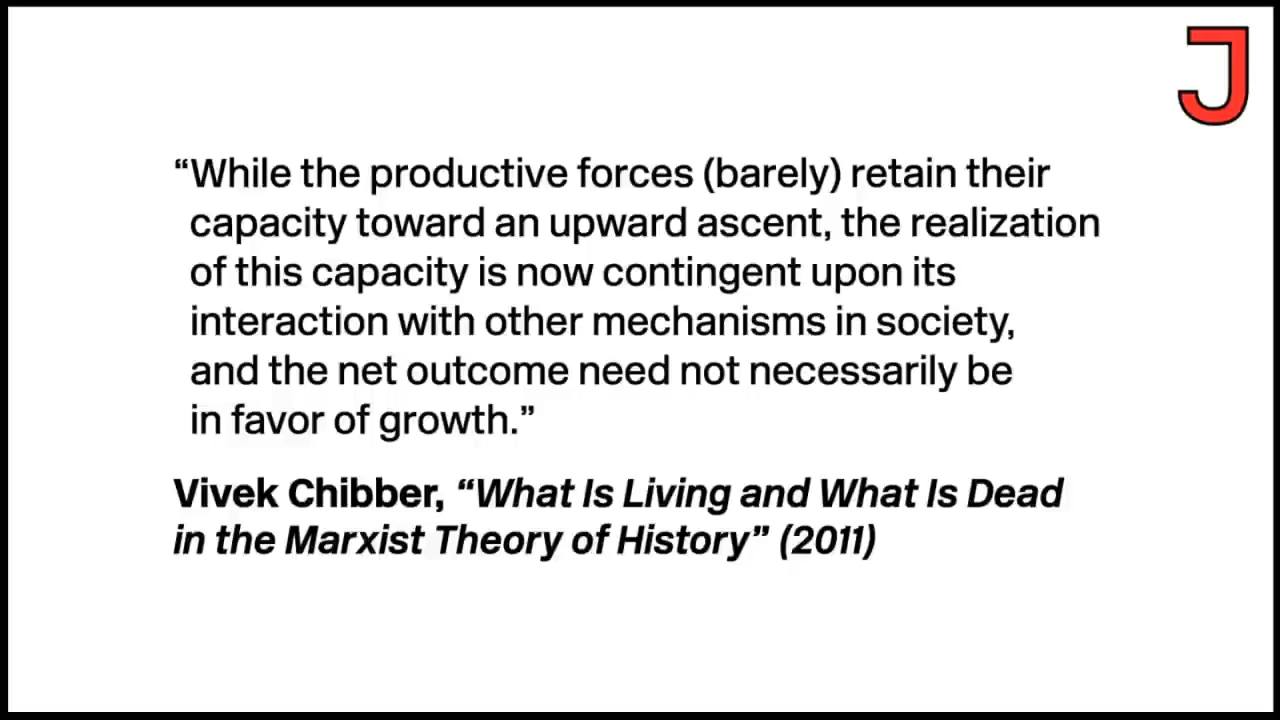 J
“While the productive forces (barely) retain their
capacity toward an upward ascent, the realization
of this capacity is now contingent upon its
interaction with other mechanisms in society,
and the net outcome need not necessarily be
in favor of growth.”
Vivek Chibber, “What Is Living and What Is Dead
in the Marxist Theory of History” (2011)